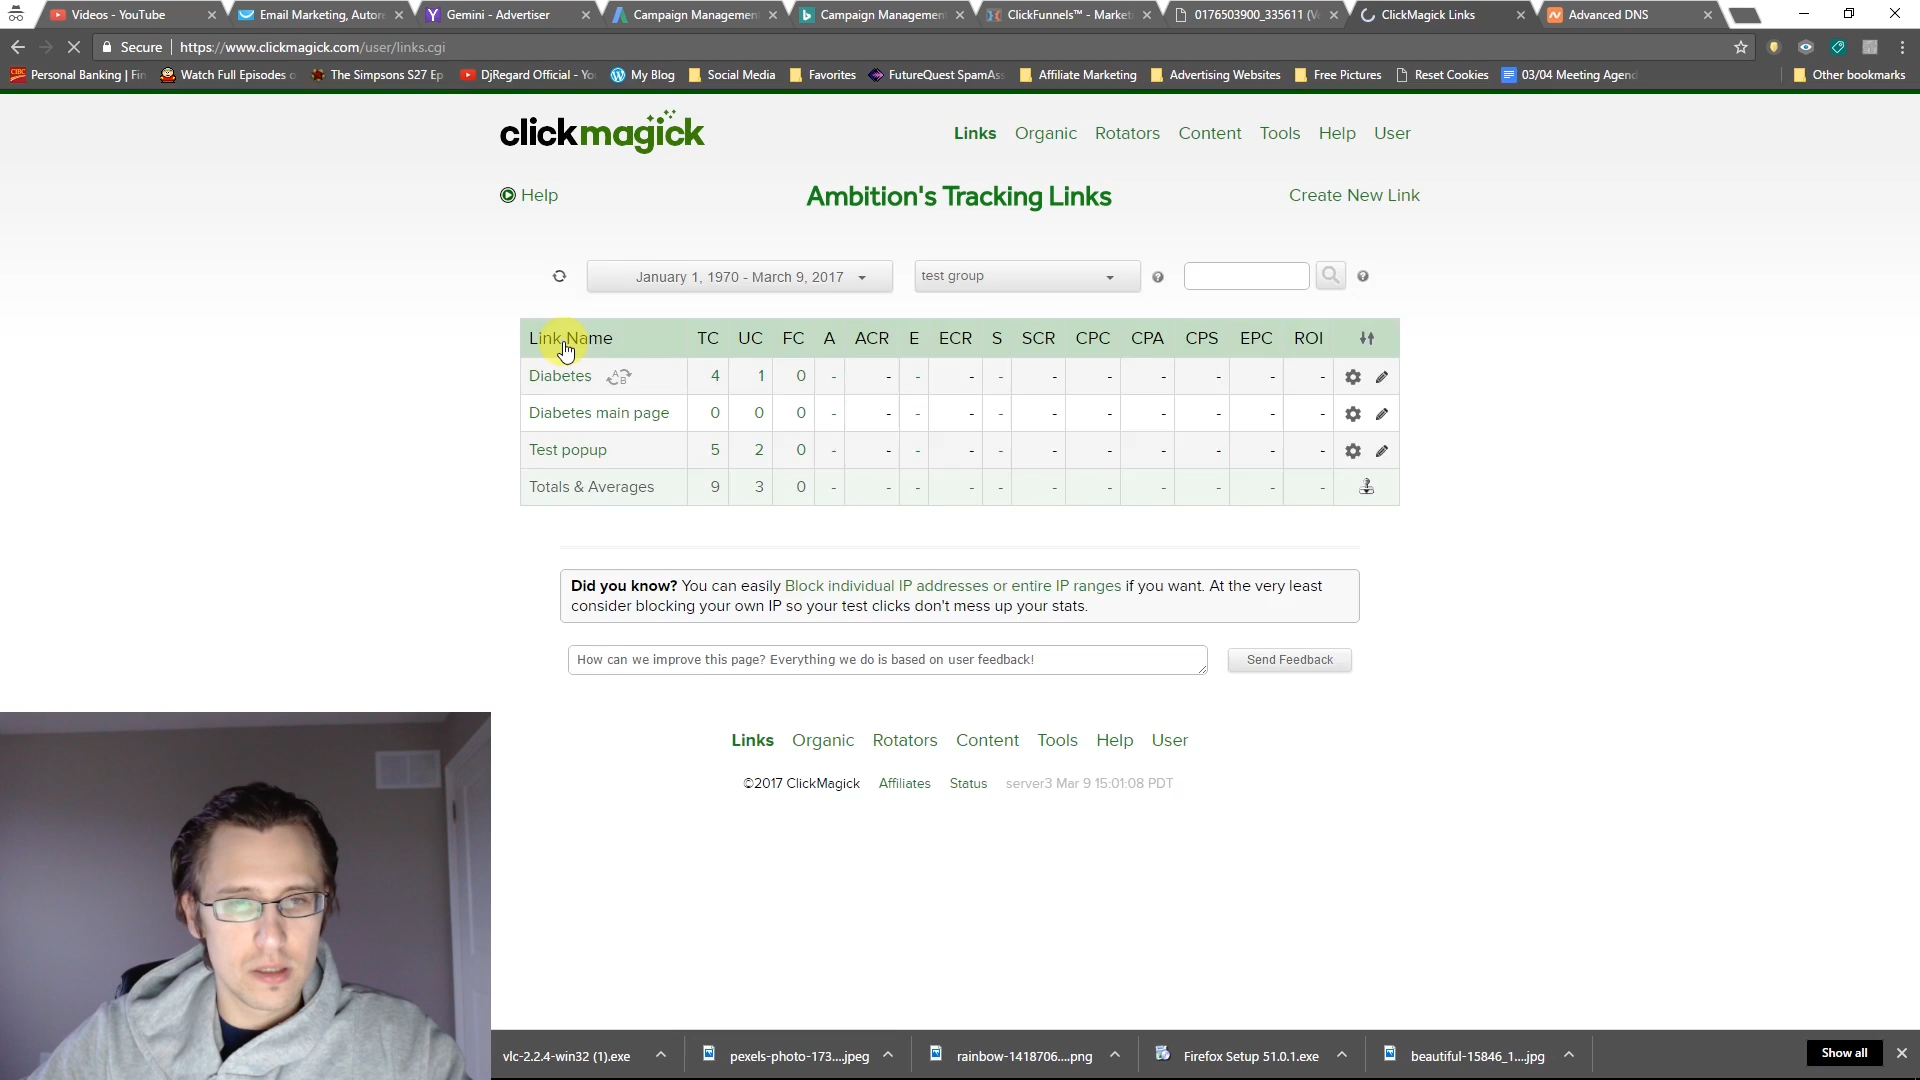 Videos - YouTube
Email Marketing, Autore
Gemini - Advertiser
Campaign Management
Campaign Management
ClickFunnels™ - Market
0176503900_335611 (V
ClickMagick Links
Advanced DNS
Secure https://www.clickmagick.com/user/links.cgi
CIBC Personal Banking | Fin
Watch Full Episodes o
The Simpsons S27 Ep
DjRegard Official - Yo
My Blog
Social Media
Favorites
FutureQuest SpamAss
Affiliate Marketing
Advertising Websites
Free Pictures
Reset Cookies
03/04 Meeting Agend
Other bookmarks
clickmagick
Links Organic Rotators Content Tools Help User
Help
Ambition's Tracking Links
Create New Link
January 1, 1970 - March 9, 2017
test group
Link Name TC UC FC A ACR E ECR S SCR CPC CPA CPS EPC ROI
Diabetes AB 4 1 0 - - - - - - - - - - -
Diabetes main page 0 0 0 - - - - - - - - - - -
Test popup 5 2 0 - - - - - - - - - - -
Totals & Averages 9 3 0 - - - - - - - - - - -
Did you know? You can easily Block individual IP addresses or entire IP ranges if you want. At the very least
consider blocking your own IP so your test clicks don't mess up your stats.
How can we improve this page? Everything we do is based on user feedback!
Send Feedback
Links Organic Rotators Content Tools Help User
©2017 ClickMagick Affiliates Status server3 Mar 9 15:01:08 PDT
vlc-2.2.4-win32 (1).exe
pexels-photo-173....jpeg
rainbow-1418706....png
Firefox Setup 51.0.1.exe
beautiful-15846_1....jpg
Show all